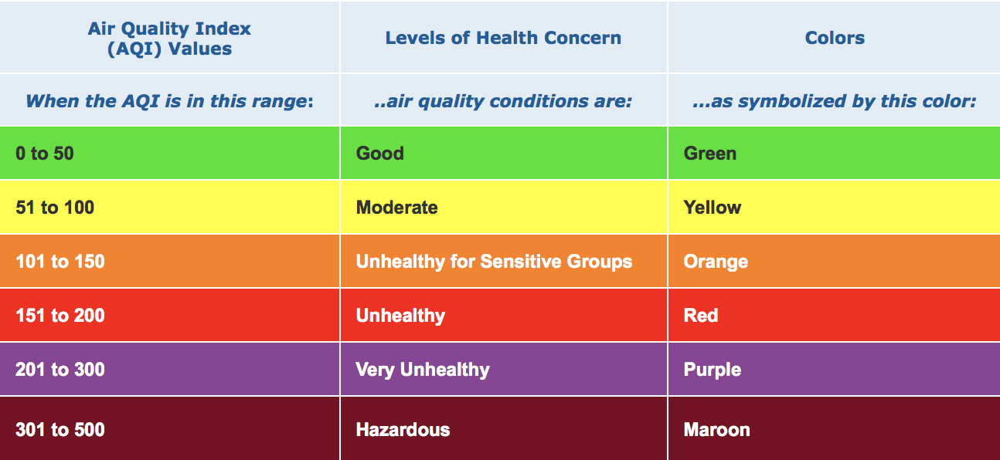 Air Quality Index
(AQI) Values
Levels of Health Concern
Colors
When the AQI is in this range:
..air quality conditions are:
...as symbolized by this color:
0 to 50
Good
Green
51 to 100
Moderate
Yellow
101 to 150
Unhealthy for Sensitive Groups
Orange
151 to 200
Unhealthy
Red
201 to 300
Very Unhealthy
Purple
301 to 500
Hazardous
Maroon